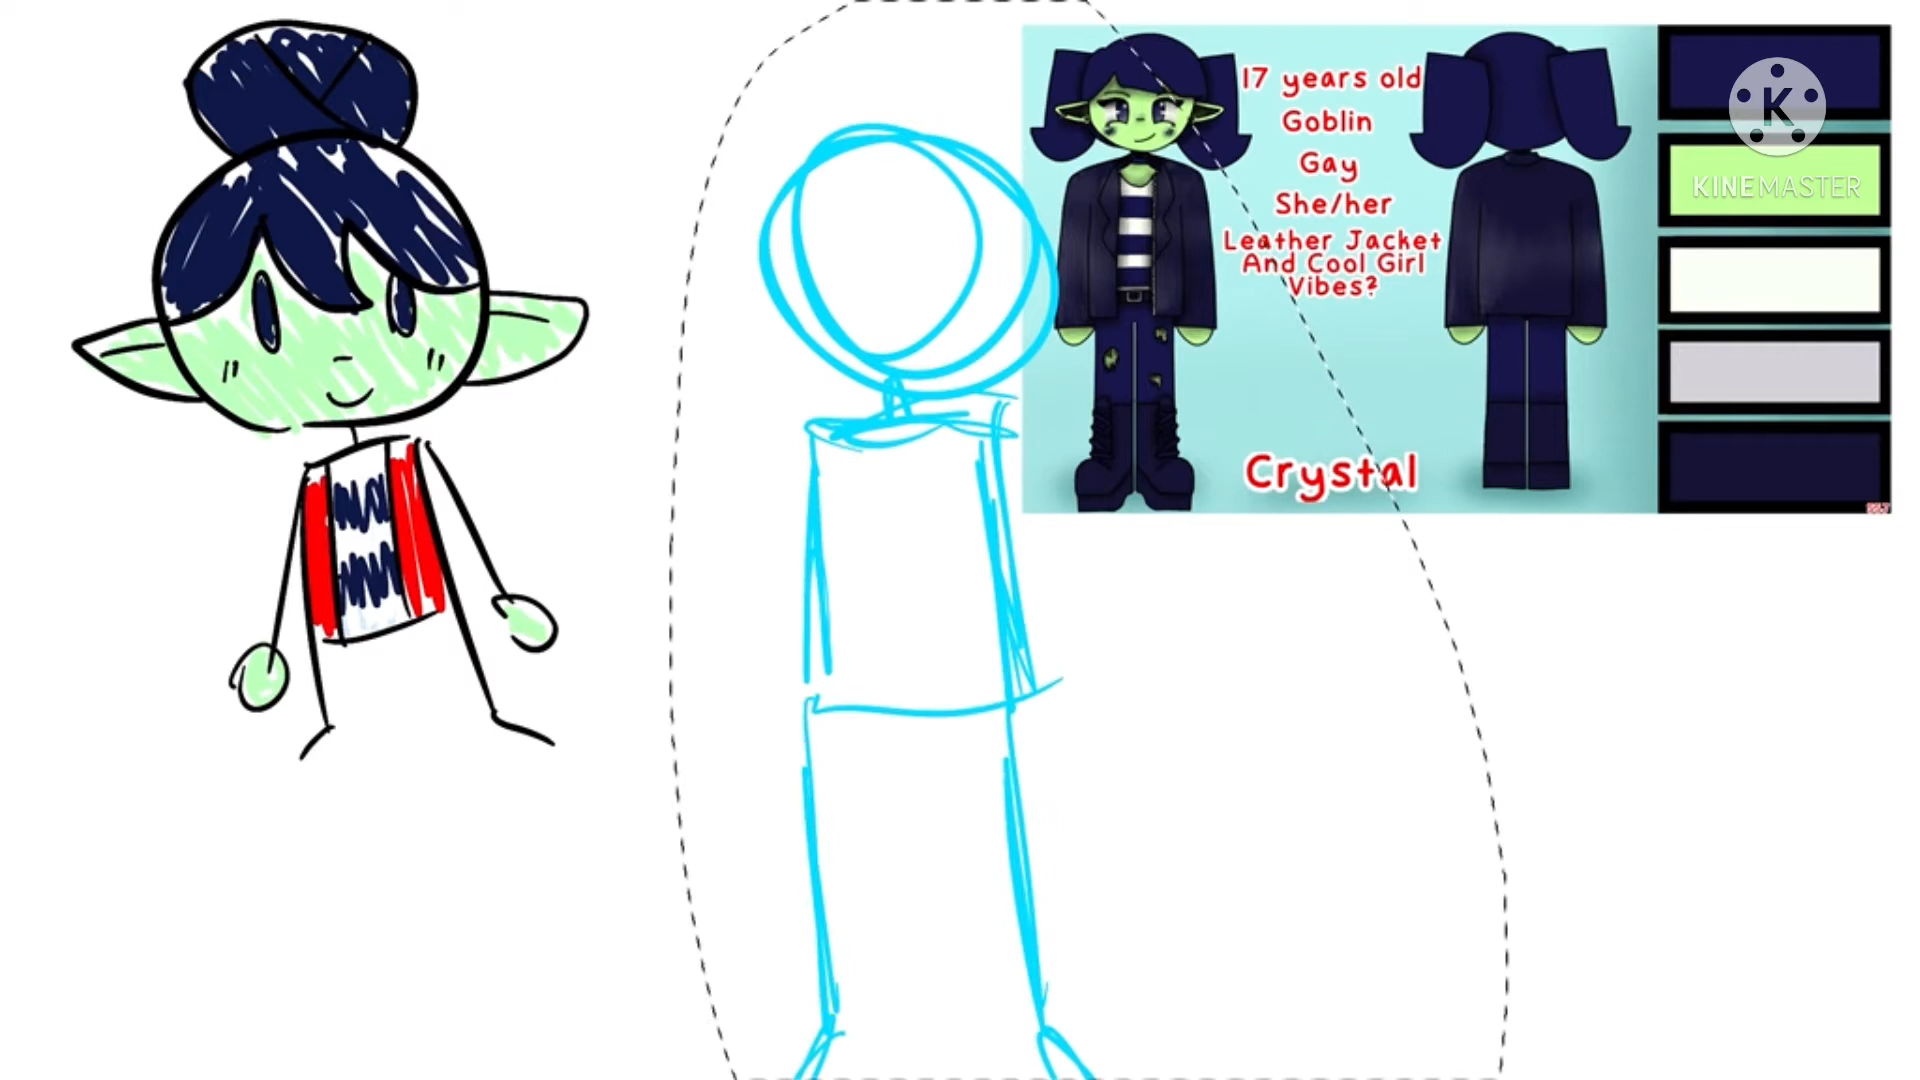 17 years old
Goblin
Gay
She/her
Leather Jacket
And Cool Girl
Vibes?
Crystal
K
KINEMASTER